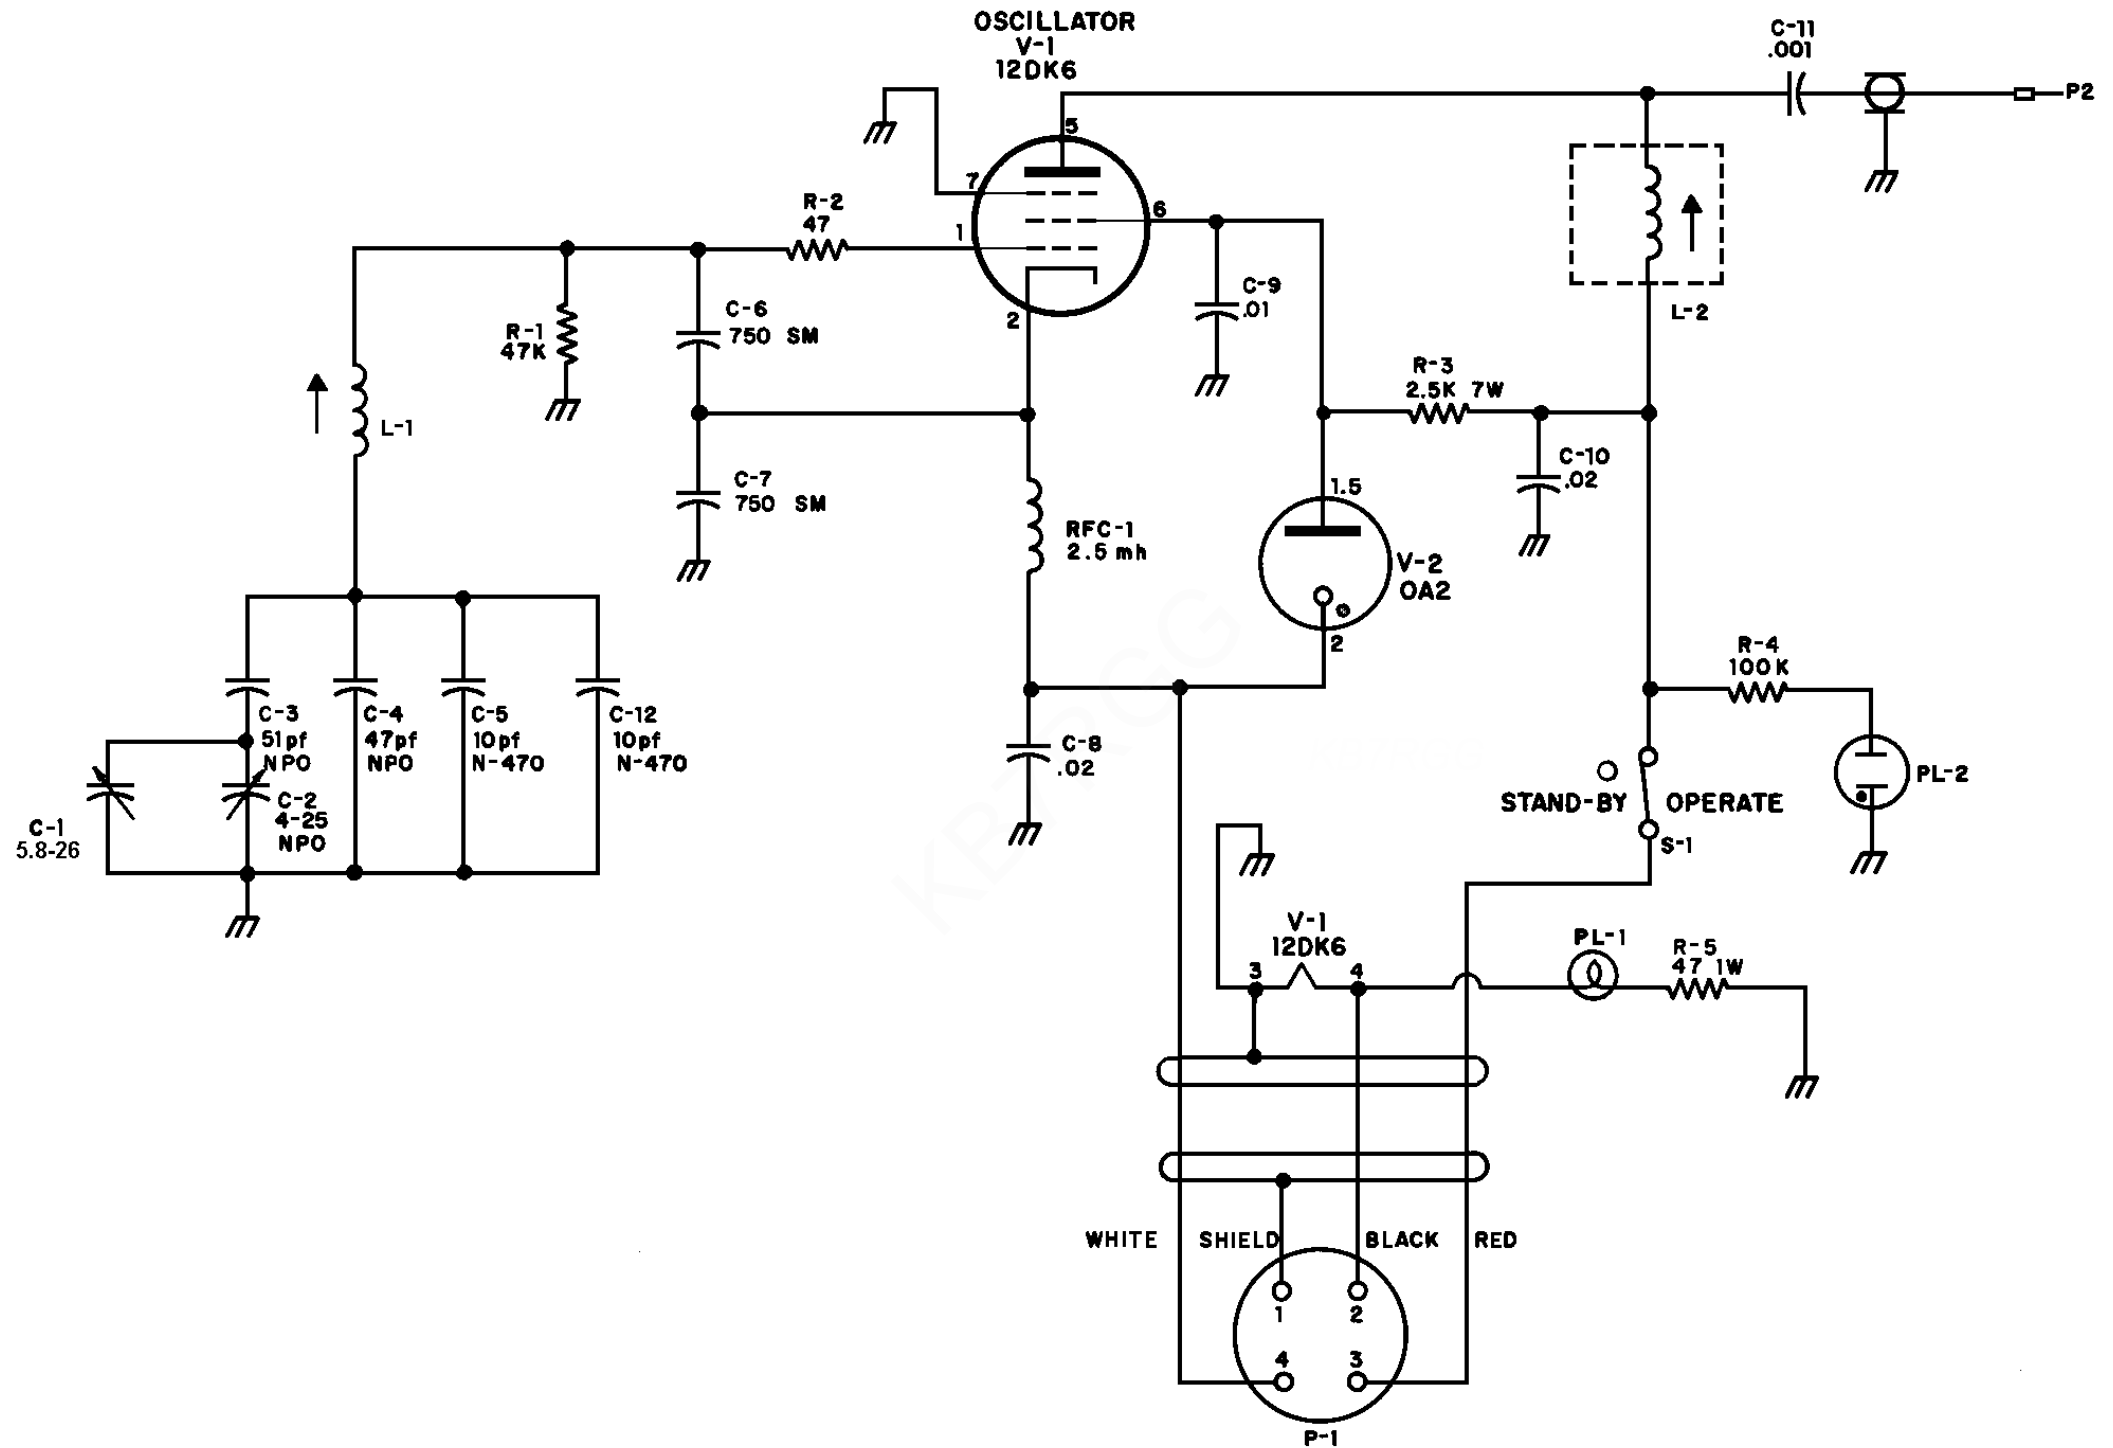 OSCILLATOR
V-1
12DK6
C-11
.001
P2
5
7
6
1
2
R-2
47
R-1
47K
C-6
750 SM
C-9
.01
L-2
R-3
2.5K 7W
L-1
C-7
750 SM
C-10
.02
1.5
RFC-1
2.5 mh
V-2
OA2
2
R-4
100K
C-3
51pf
NPO
C-4
47pf
NPO
C-5
10pf
N-470
C-12
10pf
N-470
C-8
.02
PL-2
C-2
4-25
NPO
C-1
5.8-26
STAND-BY OPERATE
S-1
V-1
12DK6
3
4
PL-1
R-5
47 1W
WHITE SHIELD BLACK RED
1
2
4
3
P-1
KB7RGG